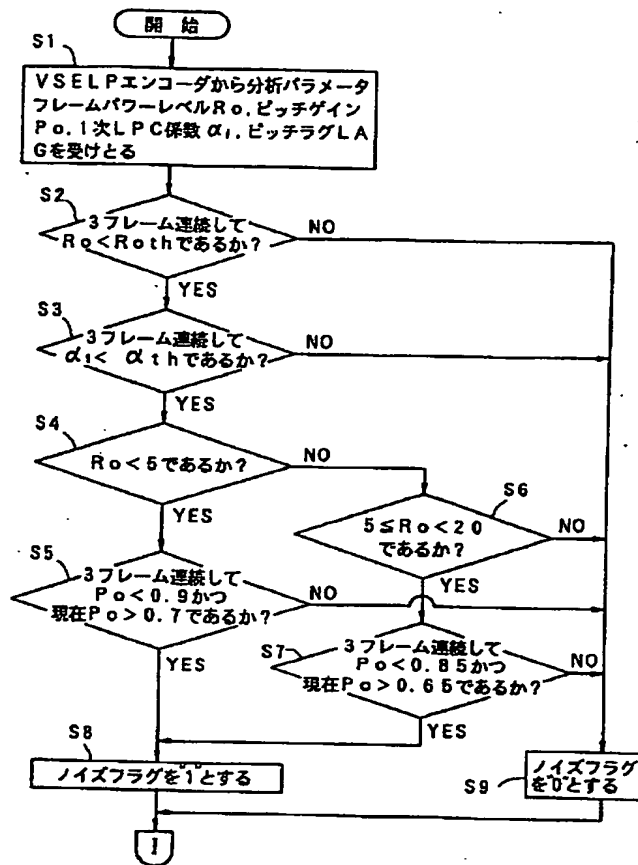 開 始
S1
VSELPエンコーダから分析パラメータ
フレームパワーレベルRo,ピッチゲイン
Po,1次LPC係数α₁,ピッチラグLA
Gを受けとる
S2
3フレーム連続して
Ro<Rothであるか?
NO
YES
S3
3フレーム連続して
α₁< αthであるか?
NO
YES
S4
Ro<5であるか?
NO
YES
S6
5≦Ro<20
であるか?
NO
YES
S5
3フレーム連続して
Po<0.9かつ
現在Po>0.7であるか?
NO
YES
S7
3フレーム連続して
Po<0.85かつ
現在Po>0.65であるか?
NO
YES
S8
ノイズフラグを"1"とする
S9
ノイズフラグ
を"0"とする
1